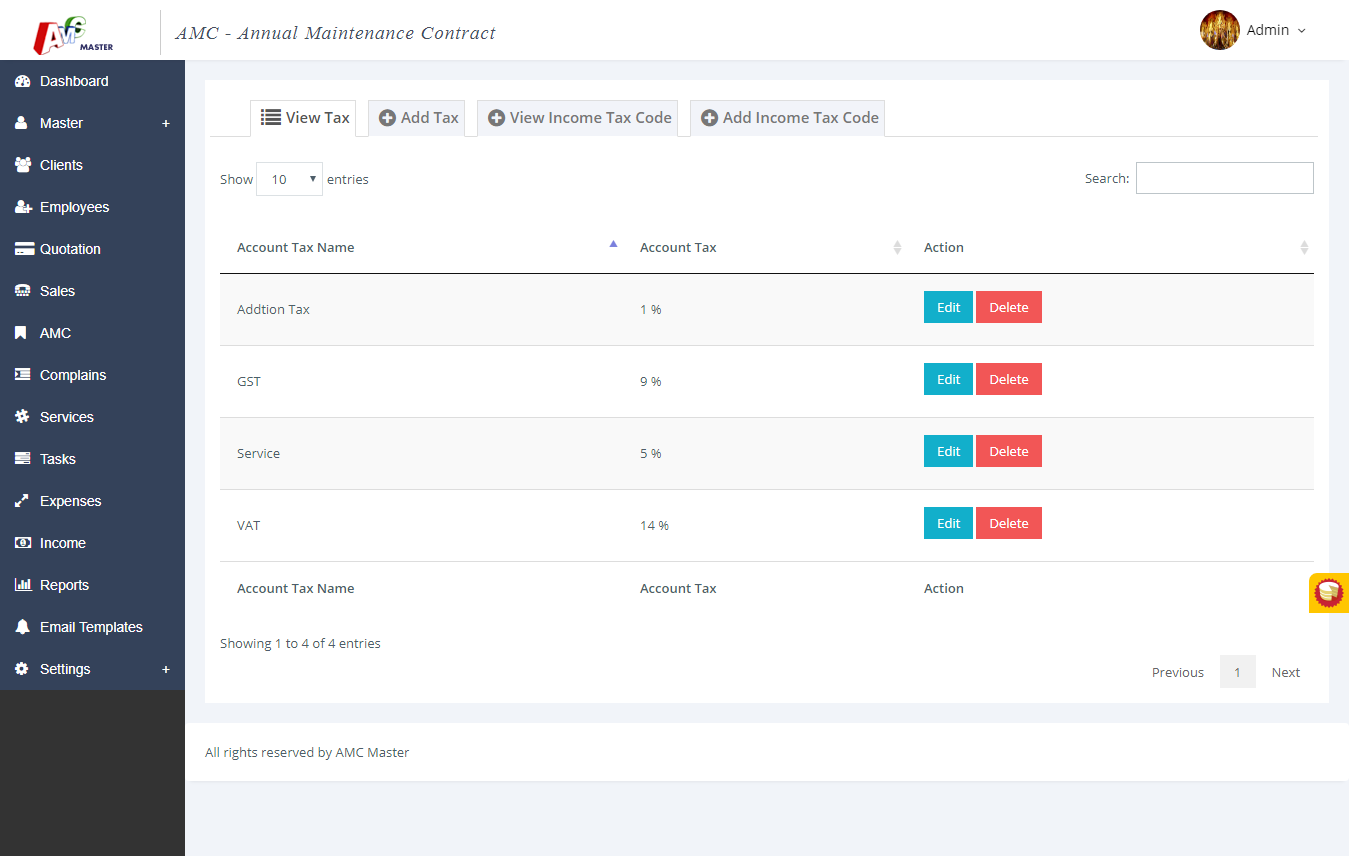 AMC MASTER
AMC - Annual Maintenance Contract
Admin
Dashboard
Master +
Clients
Employees
Quotation
Sales
AMC
Complains
Services
Tasks
Expenses
Income
Reports
Email Templates
Settings +
View Tax Add Tax View Income Tax Code Add Income Tax Code
Show 10 entries Search:
Account Tax Name Account Tax Action
Addtion Tax 1 % Edit Delete
GST 9 % Edit Delete
Service 5 % Edit Delete
VAT 14 % Edit Delete
Account Tax Name Account Tax Action
Showing 1 to 4 of 4 entries
Previous 1 Next
All rights reserved by AMC Master